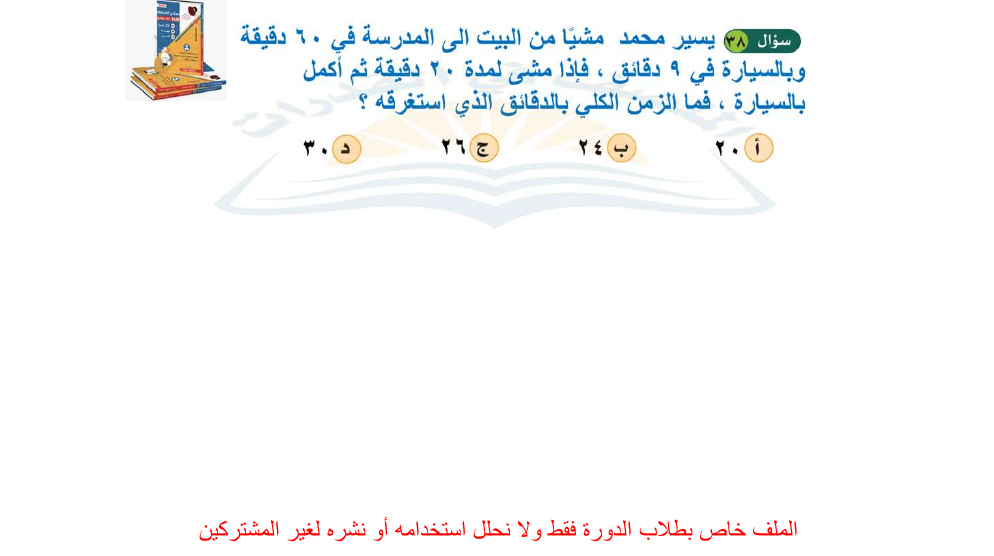 سؤال ٣٨ يسير محمد مشيًا من البيت الى المدرسة في ٦٠ دقيقة
وبالسيارة في ٩ دقائق ، فإذا مشى لمدة ٢٠ دقيقة ثم أكمل
بالسيارة ، فما الزمن الكلي بالدقائق الذي استغرقه ؟
أ ٢٠ ب ٢٤ ج ٢٦ د ٣٠
الملف خاص بطلاب الدورة فقط ولا نحلل استخدامه أو نشره لغير المشتركين